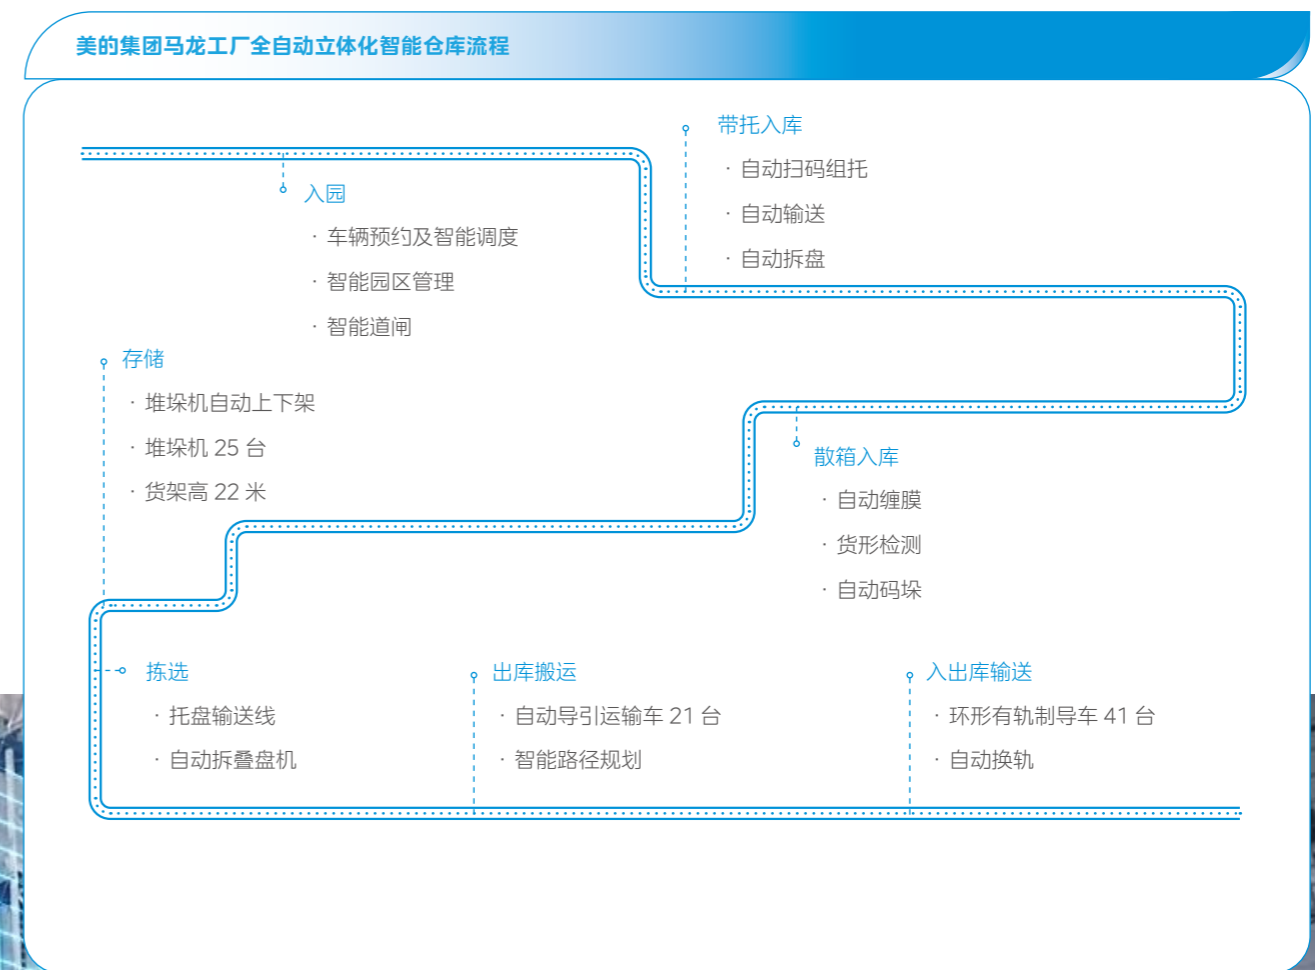 美的集团马龙工厂全自动立体化智能仓库流程
入园
· 车辆预约及智能调度
· 智能园区管理
· 智能道闸
带托入库
· 自动扫码组托
· 自动输送
· 自动拆盘
散箱入库
· 自动缠膜
· 货形检测
· 自动码垛
存储
· 堆垛机自动上下架
· 堆垛机 25 台
· 货架高 22 米
拣选
· 托盘输送线
· 自动拆叠盘机
出库搬运
· 自动导引运输车 21 台
· 智能路径规划
入出库输送
· 环形有轨制导车 41 台
· 自动换轨